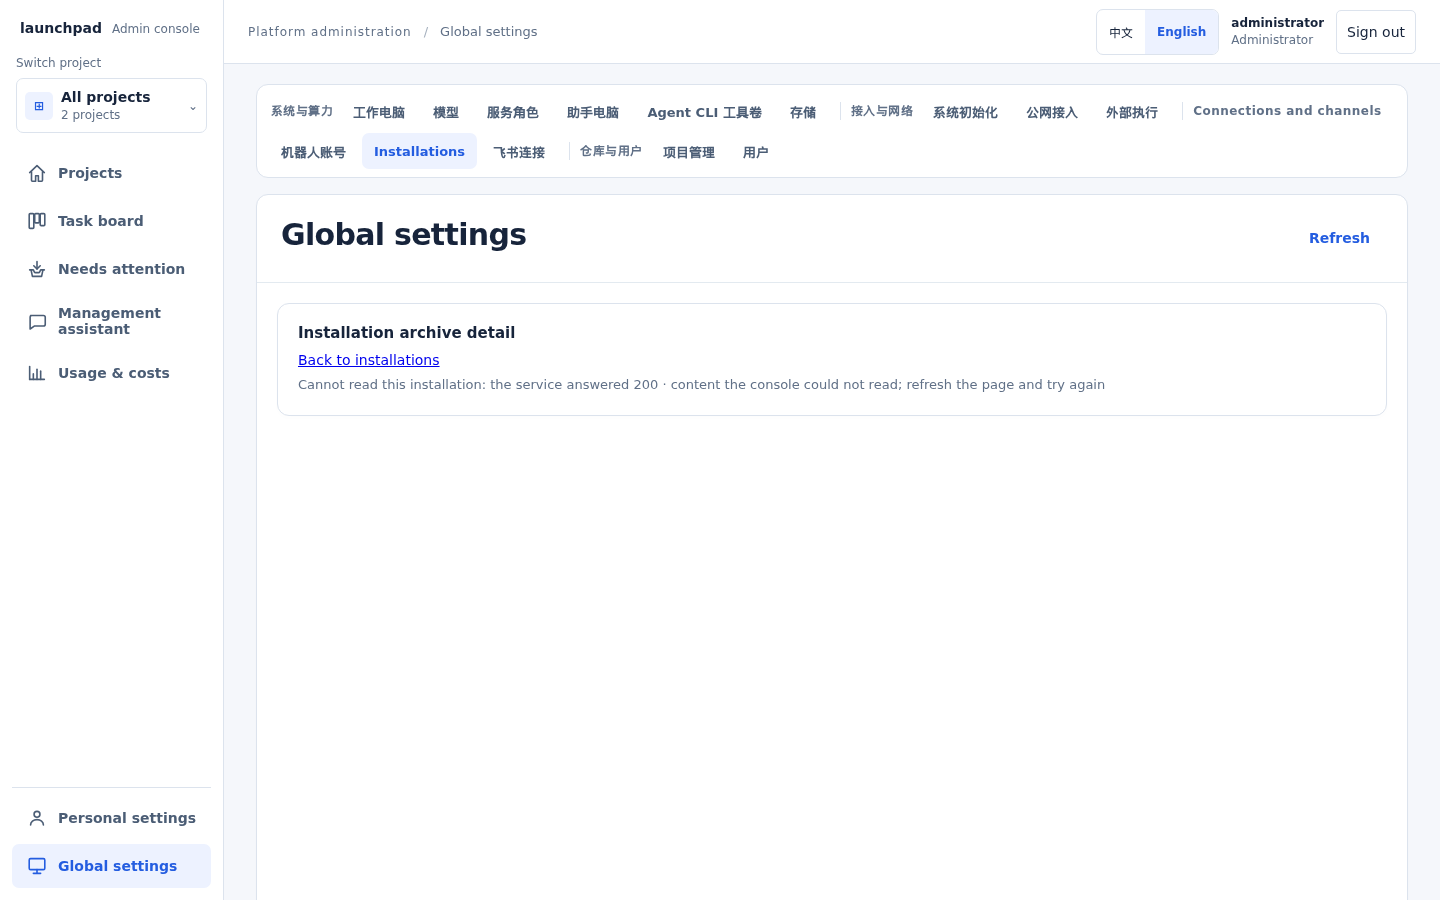 launchpad Admin console
Switch project
All projects
2 projects
Projects
Task board
Needs attention
Management
assistant
Usage & costs
Personal settings
Global settings
Platform administration / Global settings
中文 English
administrator
Administrator
Sign out
系统与算力 工作电脑 模型 服务角色 助手电脑 Agent CLI 工具卷 存储 接入与网络 系统初始化 公网接入 外部执行 Connections and channels
机器人账号 Installations 飞书连接 仓库与用户 项目管理 用户
Global settings
Refresh
Installation archive detail
Back to installations
Cannot read this installation: the service answered 200 · content the console could not read; refresh the page and try again